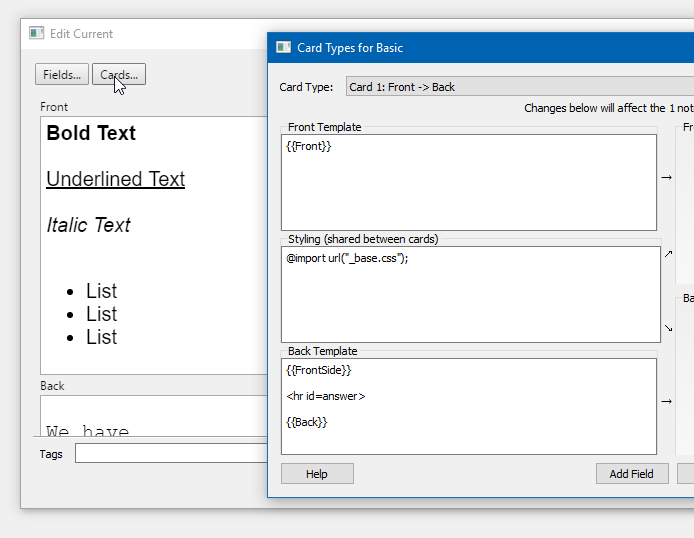 Edit Current
Fields...
Cards...
Front
Bold Text
Underlined Text
Italic Text
List
List
List
Back
We have
Tags
Card Types for Basic
Card Type:
Card 1: Front -> Back
Changes below will affect the 1 not
Front Template
{{Front}}
Styling (shared between cards)
@import url("_base.css");
Back Template
{{FrontSide}}
<hr id=answer>
{{Back}}
Help
Add Field
Fr
Ba